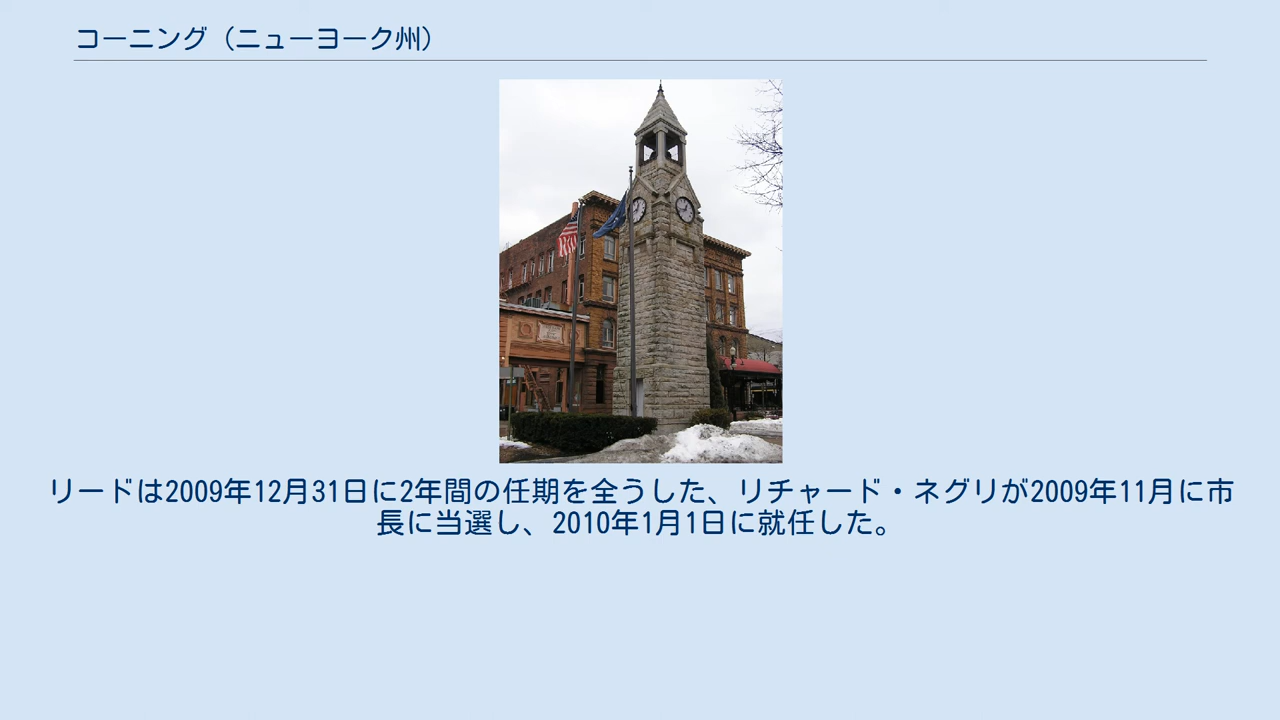 コーニング（ニューヨーク州）
リードは2009年12月31日に2年間の任期を全うした、リチャード・ネグリが2009年11月に市
長に当選し、2010年1月1日に就任した。